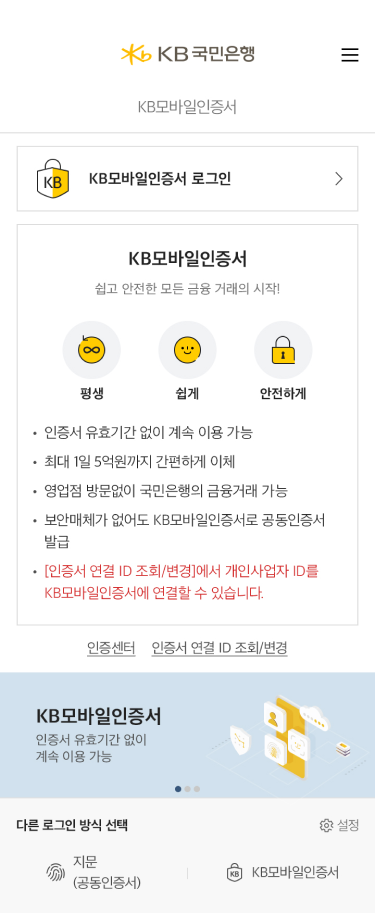 KB 국민은행
KB모바일인증서
KB
KB모바일인증서 로그인
KB모바일인증서
쉽고 안전한 모든 금융 거래의 시작!
평생
쉽게
안전하게
• 인증서 유효기간 없이 계속 이용 가능
• 최대 1일 5억원까지 간편하게 이체
• 영업점 방문없이 국민은행의 금융거래 가능
• 보안매체가 없어도 KB모바일인증서로 공동인증서
발급
• [인증서 연결 ID 조회/변경]에서 개인사업자 ID를
KB모바일인증서에 연결할 수 있습니다.
인증센터
인증서 연결 ID 조회/변경
KB모바일인증서
인증서 유효기간 없이
계속 이용 가능
다른 로그인 방식 선택
설정
지문
(공동인증서)
KB
KB모바일인증서